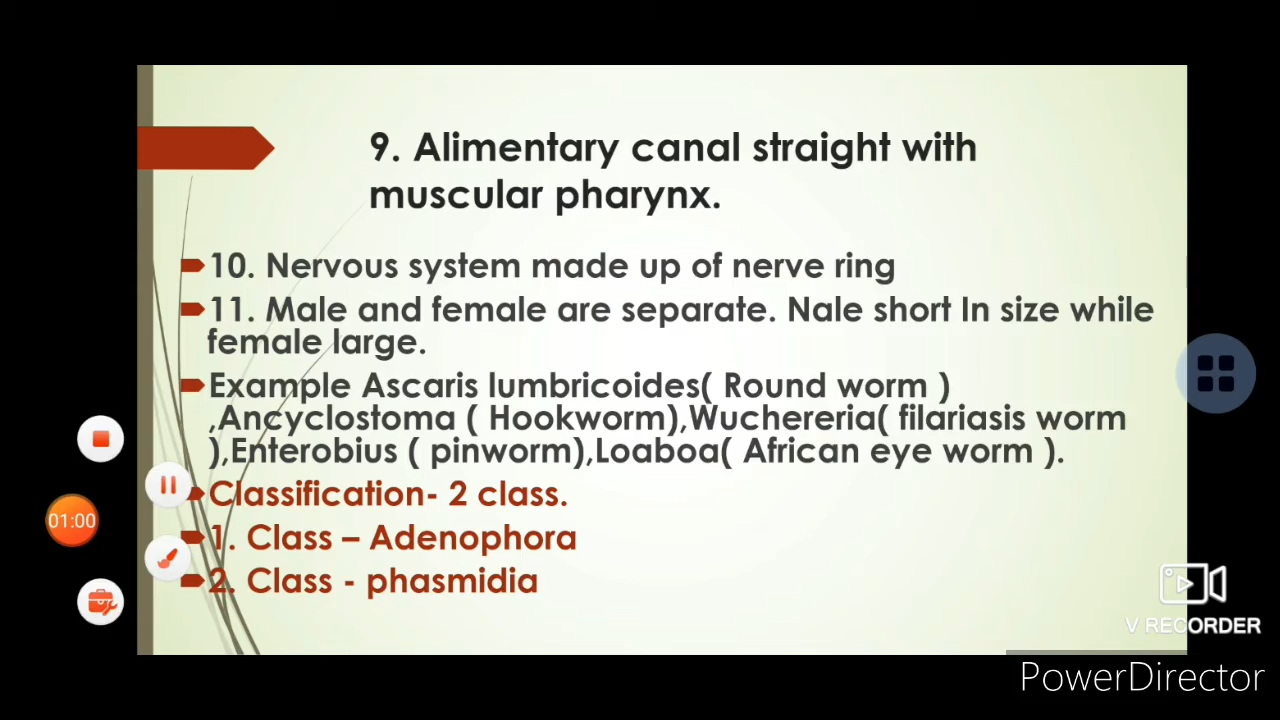 9. Alimentary canal straight with
muscular pharynx.
10. Nervous system made up of nerve ring
11. Male and female are separate. Nale short In size while
female large.
Example Ascaris lumbricoides( Round worm )
,Ancyclostoma ( Hookworm),Wuchereria( filariasis worm
),Enterobius ( pinworm),Loaboa( African eye worm ).
Classification- 2 class.
1. Class – Adenophora
2. Class - phasmidia
01:00
V RECORDER
PowerDirector